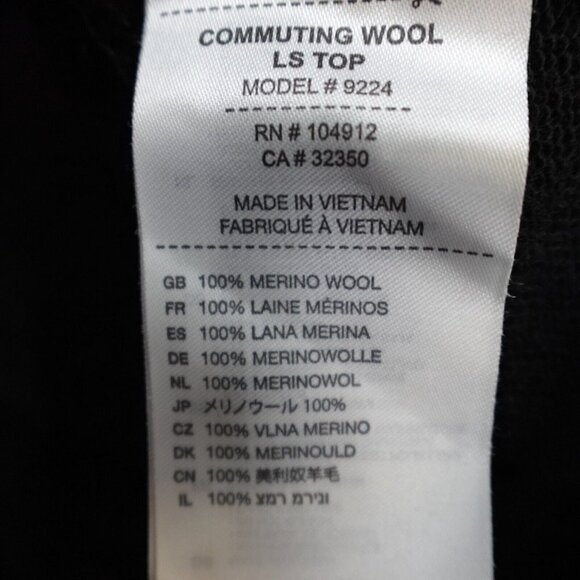 COMMUTING WOOL
LS TOP
MODEL # 9224
RN # 104912
CA # 32350
MADE IN VIETNAM
FABRIQUÉ À VIETNAM
GB 100% MERINO WOOL
FR 100% LAINE MÉRINOS
ES 100% LANA MERINA
DE 100% MERINOWOLLE
NL 100% MERINOWOL
JP メリノウール 100%
CZ 100% VLNA MERINO
DK 100% MERINOULD
CN 100% 美利奴羊毛
IL 100% צמר מרינו